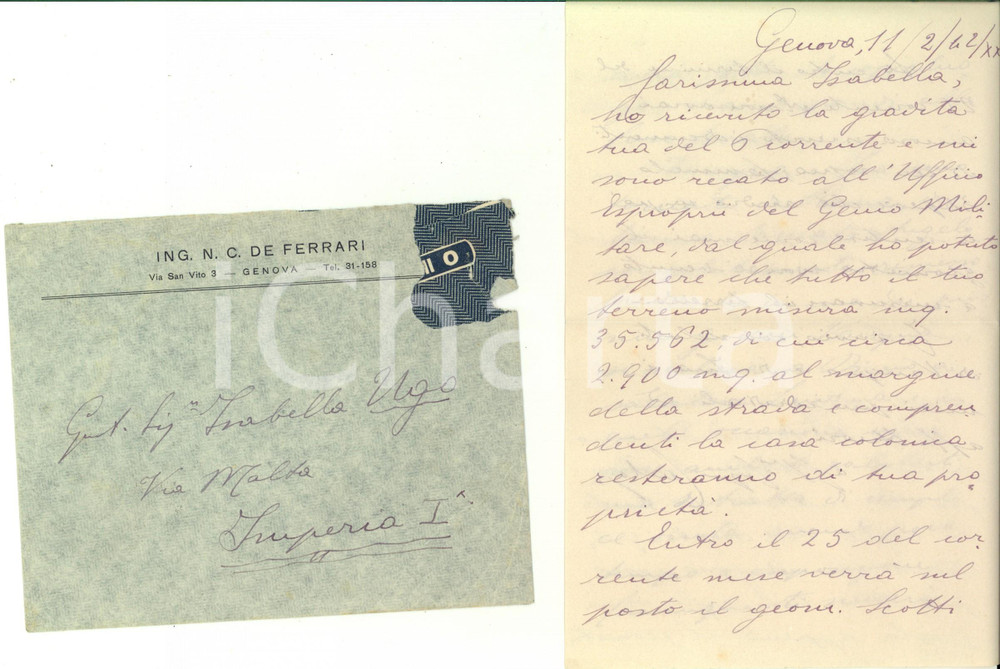 ING. N. C. DE FERRARI
Via San Vito 3 — GENOVA — Tel. 31-158
Gent. Sigⁿᵃ Isabella Ugo
Via Malta
Imperia Iª
iCharta
Genova, 11/2/42/XX
Carissima Isabella,
ho ricevuto la gradita
tua del 6 corrente e mi
sono recato all'Ufficio
Espropri del Genio Mili-
tare, dal quale ho potuto
sapere che tutto il tuo
terreno misura mq.
35.562 di cui circa
2.900 mq. al margine
della strada e compren-
denti la casa colonica
resteranno di tua pro-
prietà.
Entro il 25 del cor-
rente mese verrà sul
posto il geom. Scotti